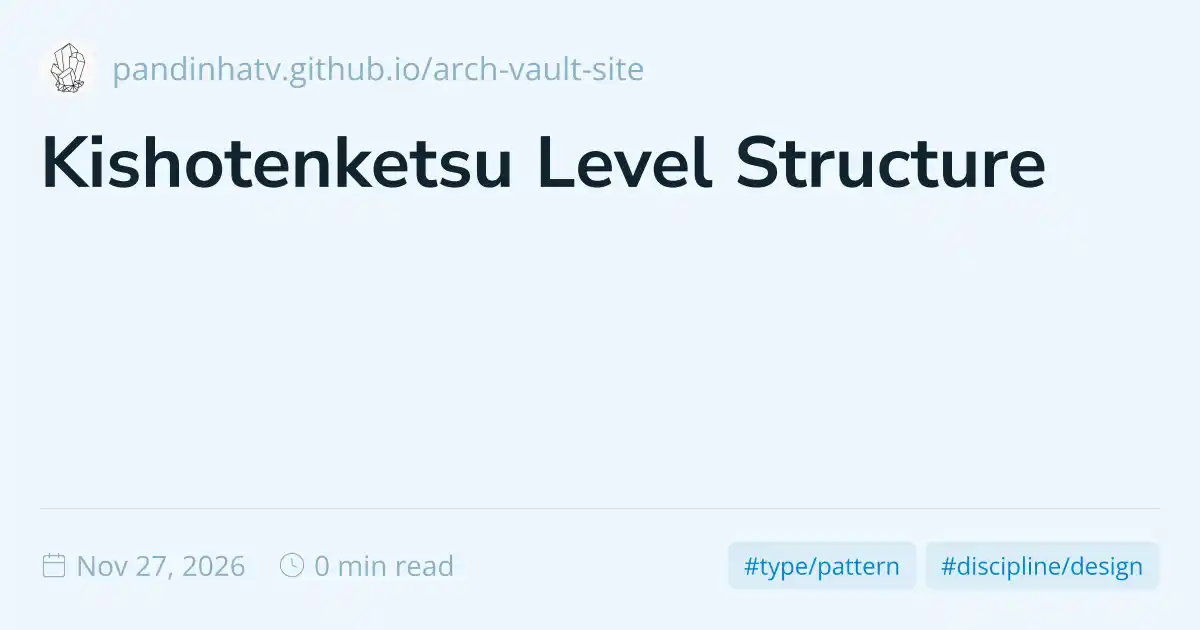 pandinhatv.github.io/arch-vault-site
Kishotenketsu Level Structure
Nov 27, 2026 0 min read #type/pattern #discipline/design